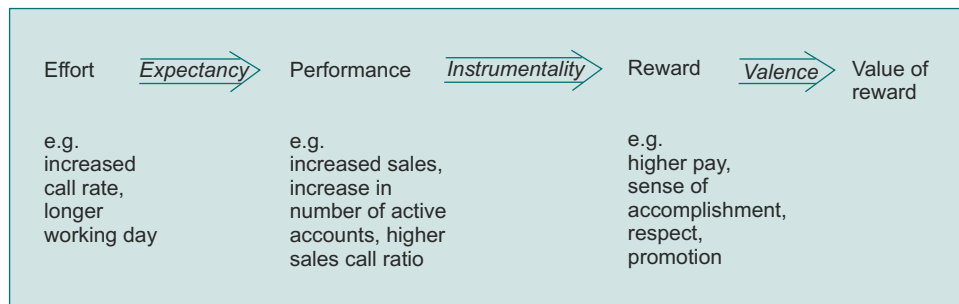 Effort Expectancy Performance Instrumentality Reward Valence Value of
reward
e.g.
increased
call rate,
longer
working day
e.g.
increased sales,
increase in
number of active
accounts, higher
sales call ratio
e.g.
higher pay,
sense of
accomplishment,
respect,
promotion